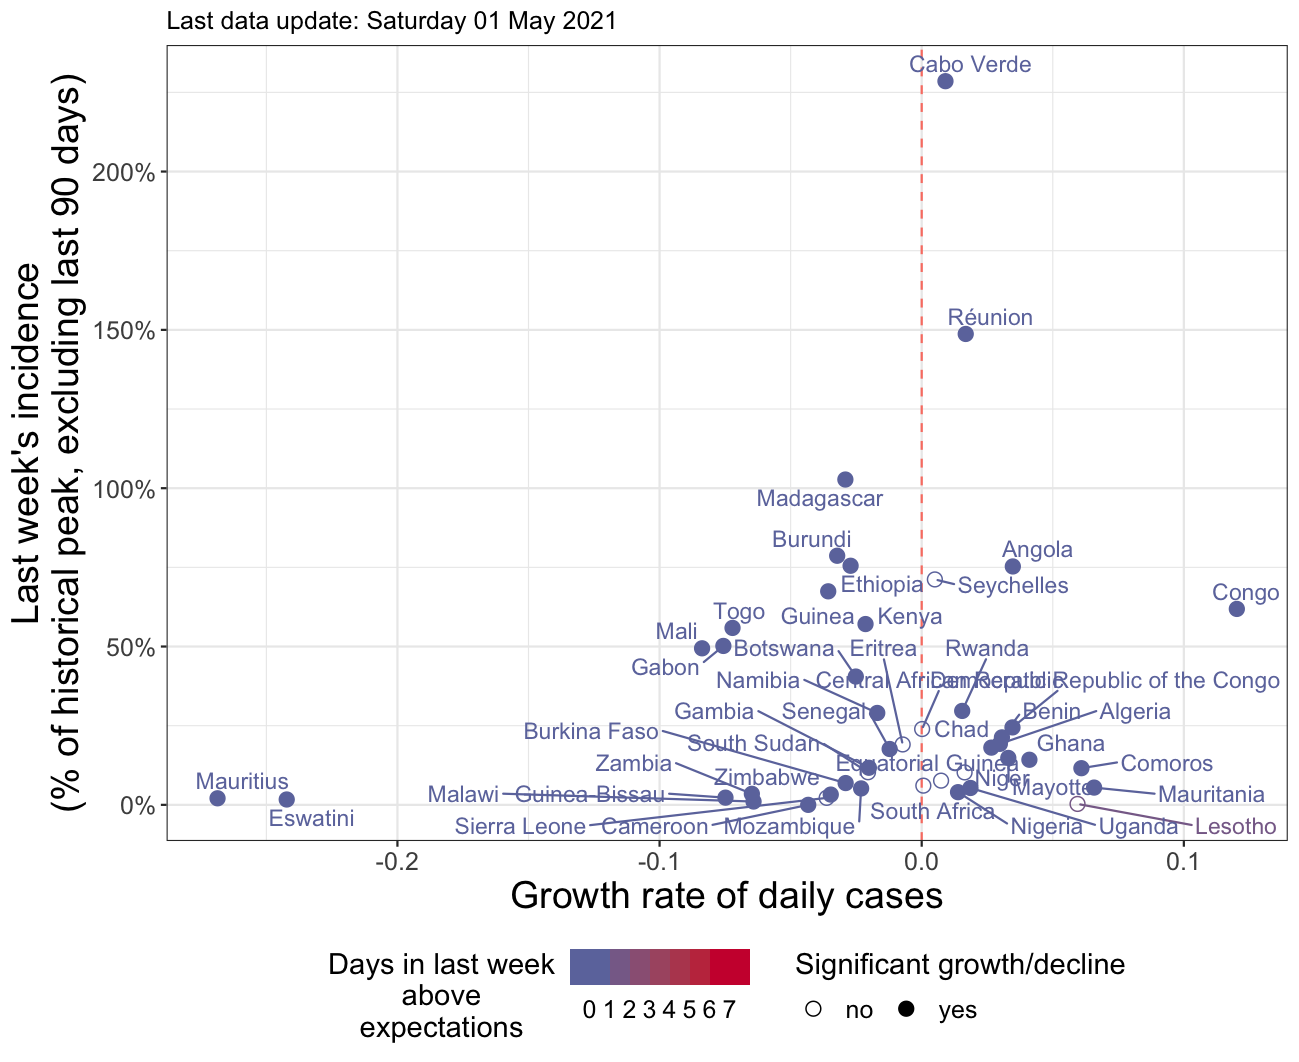 Last data update: Saturday 01 May 2021
Last week's incidence
(% of historical peak, excluding last 90 days)
200%
150%
100%
50%
0%
Cabo Verde
Réunion
Madagascar
Burundi
Angola
Ethiopia
Seychelles
Congo
Togo
Guinea
Kenya
Mali
Gabon
Botswana
Eritrea
Rwanda
Namibia
Central African Republic
Democratic Republic of the Congo
Gambia
Senegal
Benin
Algeria
Burkina Faso
South Sudan
Chad
Ghana
Zambia
Zimbabwe
Equatorial Guinea
Niger
Comoros
Mauritius
Malawi
Guinea-Bissau
Mayotte
Mauritania
Eswatini
Sierra Leone
Cameroon
Mozambique
South Africa
Nigeria
Uganda
Lesotho
-0.2
-0.1
0.0
0.1
Growth rate of daily cases
Days in last week
above
expectations
0 1 2 3 4 5 6 7
Significant growth/decline
no
yes